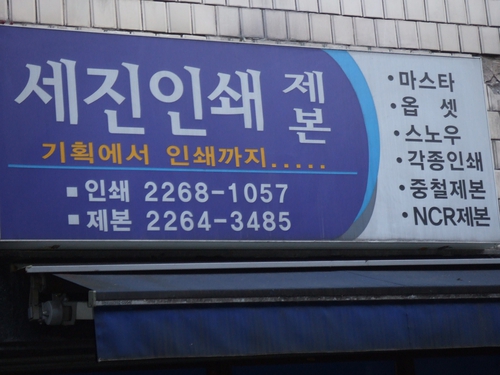 세진인쇄 제본
기획에서 인쇄까지.....
▪인쇄 2268-1057
▪제본 2264-3485
•마스타
•옵 셋
•스노우
•각종인쇄
•중철제본
•NCR제본